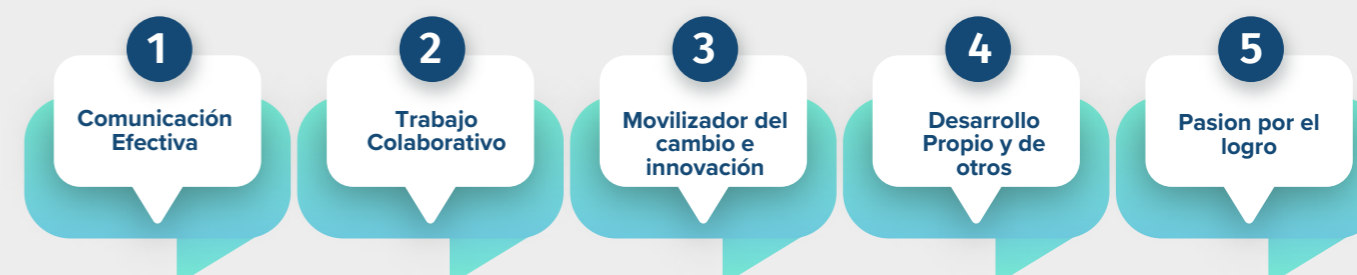 1
Comunicación
Efectiva
2
Trabajo
Colaborativo
3
Movilizador del
cambio e
innovación
4
Desarrollo
Propio y de
otros
5
Pasion por el
logro